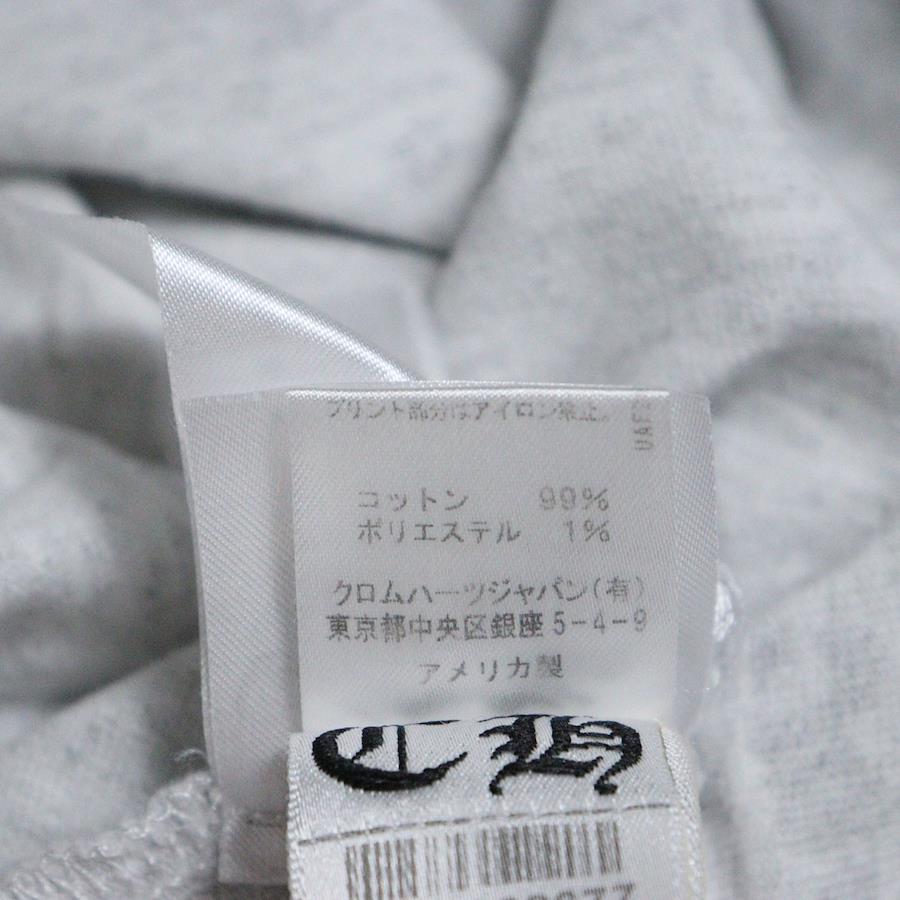 プリント部分はアイロン禁止。
コットン 99%
ポリエステル 1%
クロムハーツジャパン(有)
東京都中央区銀座5-4-9
アメリカ製
CH